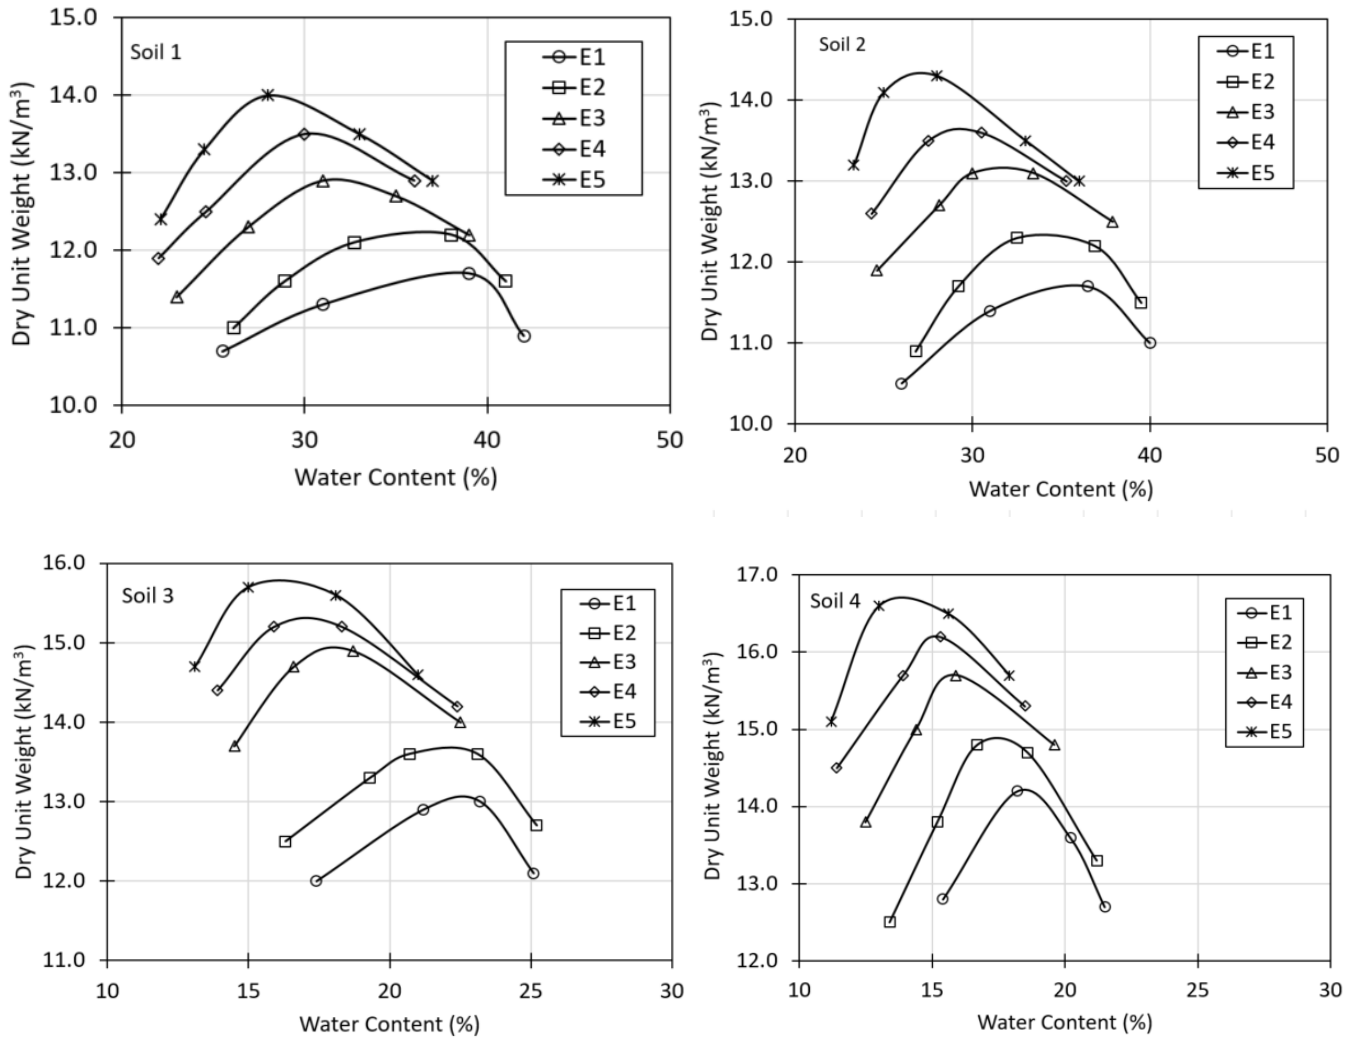 15.0
14.0
13.0
12.0
11.0
10.0
Dry Unit Weight (kN/m³)
Soil 1
E1
E2
E3
E4
E5
20 30 40 50
Water Content (%)
15.0
14.0
13.0
12.0
11.0
10.0
Dry Unit Weight (kN/m³)
Soil 2
E1
E2
E3
E4
E5
20 30 40 50
Water Content (%)
16.0
15.0
14.0
13.0
12.0
11.0
Dry Unit Weight (kN/m³)
Soil 3
E1
E2
E3
E4
E5
10 15 20 25 30
Water Content (%)
17.0
16.0
15.0
14.0
13.0
12.0
Dry Unit Weight (kN/m³)
Soil 4
E1
E2
E3
E4
E5
10 15 20 25 30
Water Content (%)